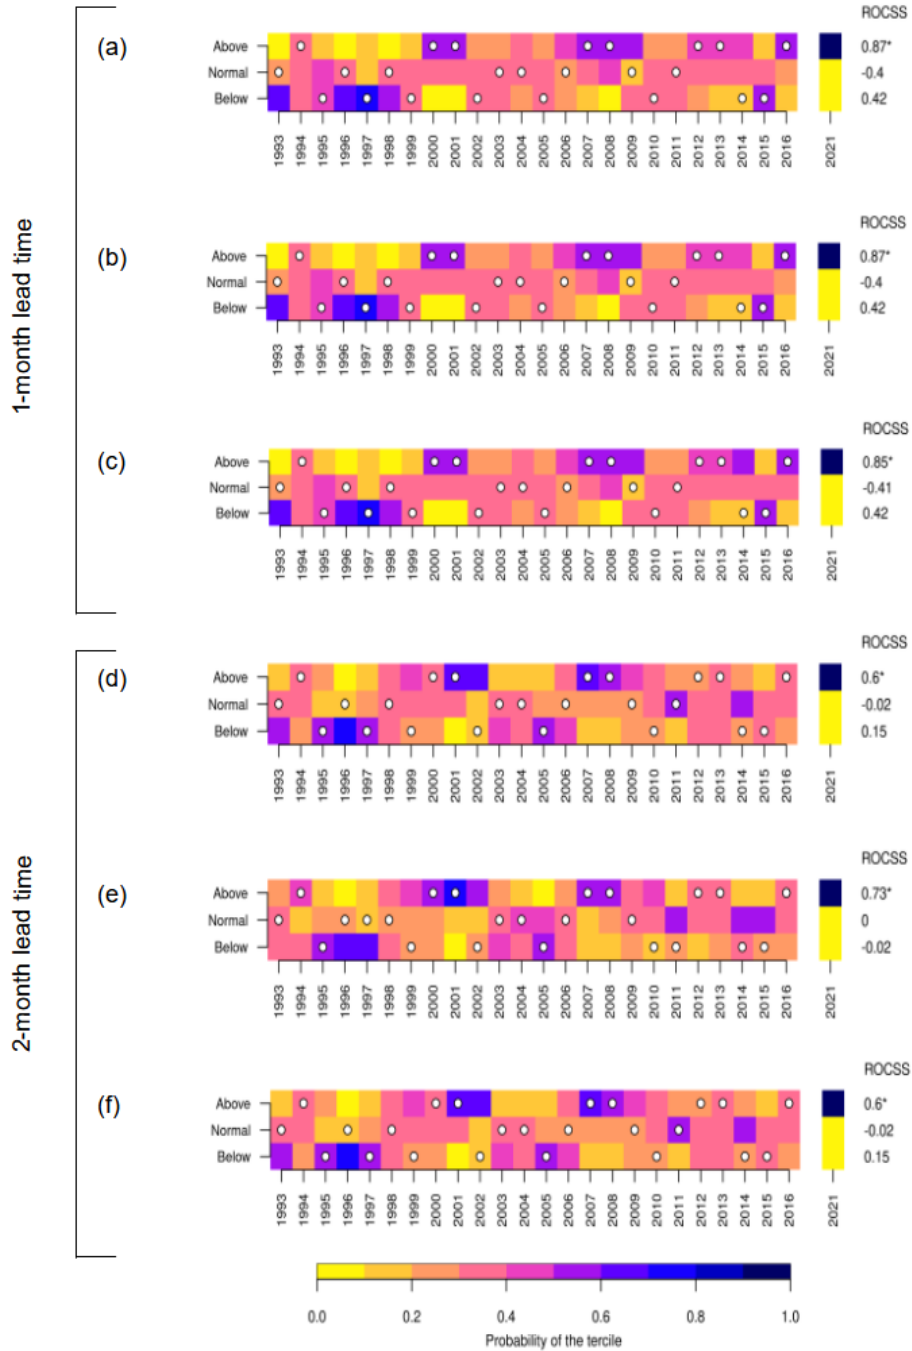 1-month lead time
(a)
ROCSS
Above 0.87*
Normal -0.4
Below 0.42
1993 1994 1995 1996 1997 1998 1999 2000 2001 2002 2003 2004 2005 2006 2007 2008 2009 2010 2011 2012 2013 2014 2015 2016 2021
(b)
ROCSS
Above 0.87*
Normal -0.4
Below 0.42
1993 1994 1995 1996 1997 1998 1999 2000 2001 2002 2003 2004 2005 2006 2007 2008 2009 2010 2011 2012 2013 2014 2015 2016 2021
(c)
ROCSS
Above 0.85*
Normal -0.41
Below 0.42
1993 1994 1995 1996 1997 1998 1999 2000 2001 2002 2003 2004 2005 2006 2007 2008 2009 2010 2011 2012 2013 2014 2015 2016 2021
2-month lead time
(d)
ROCSS
Above 0.6*
Normal -0.02
Below 0.15
1993 1994 1995 1996 1997 1998 1999 2000 2001 2002 2003 2004 2005 2006 2007 2008 2009 2010 2011 2012 2013 2014 2015 2016 2021
(e)
ROCSS
Above 0.73*
Normal 0
Below -0.02
1993 1994 1995 1996 1997 1998 1999 2000 2001 2002 2003 2004 2005 2006 2007 2008 2009 2010 2011 2012 2013 2014 2015 2016 2021
(f)
ROCSS
Above 0.6*
Normal -0.02
Below 0.15
1993 1994 1995 1996 1997 1998 1999 2000 2001 2002 2003 2004 2005 2006 2007 2008 2009 2010 2011 2012 2013 2014 2015 2016 2021
0.0 0.2 0.4 0.6 0.8 1.0
Probability of the tercile